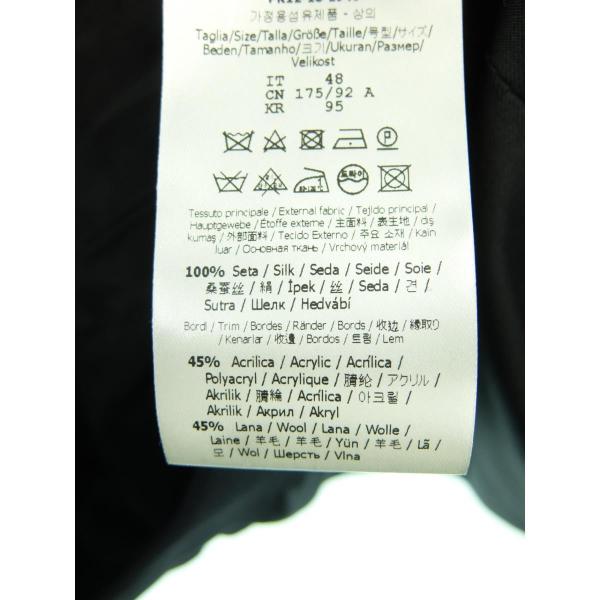 가정용섬유제품 - 상의
Taglia/Size/Talla/Größe/Taille/号型/サイズ/
Beden/Tamanho/크기/Ukuran/Размер/
Velikost
IT 48
CN 175/92 A
KR 95
드라이
Tessuto principale / External fabric / Tejido principal /
Hauptgewebe / Étoffe externe / 主面料 / 表生地 / dış
kumaş / 外部面料 / Tecido Externo / 주요 소재 / Kain
luar / Основная ткань / Vrchový materiál
100% Seta / Silk / Seda / Seide / Soie /
桑蚕丝 / 絹 / İpek / 丝 / Seda / 견 /
Sutra / Шелк / Hedvábí
Bordi / Trim / Bordes / Ränder / Bords / 收边 / 縁取り
/ Kenarlar / 收邊 / Bordos / 트림 / Lem
45% Acrilica / Acrylic / Acrílica /
Polyacryl / Acrylique / 腈纶 / アクリル /
Akrilik / 腈綸 / Acrílica / 아크릴 /
Akrilik / Акрил / Akryl
45% Lana / Wool / Lana / Wolle /
Laine / 羊毛 / 羊毛 / Yün / 羊毛 / Lã /
모 / Wol / Шерсть / Vlna